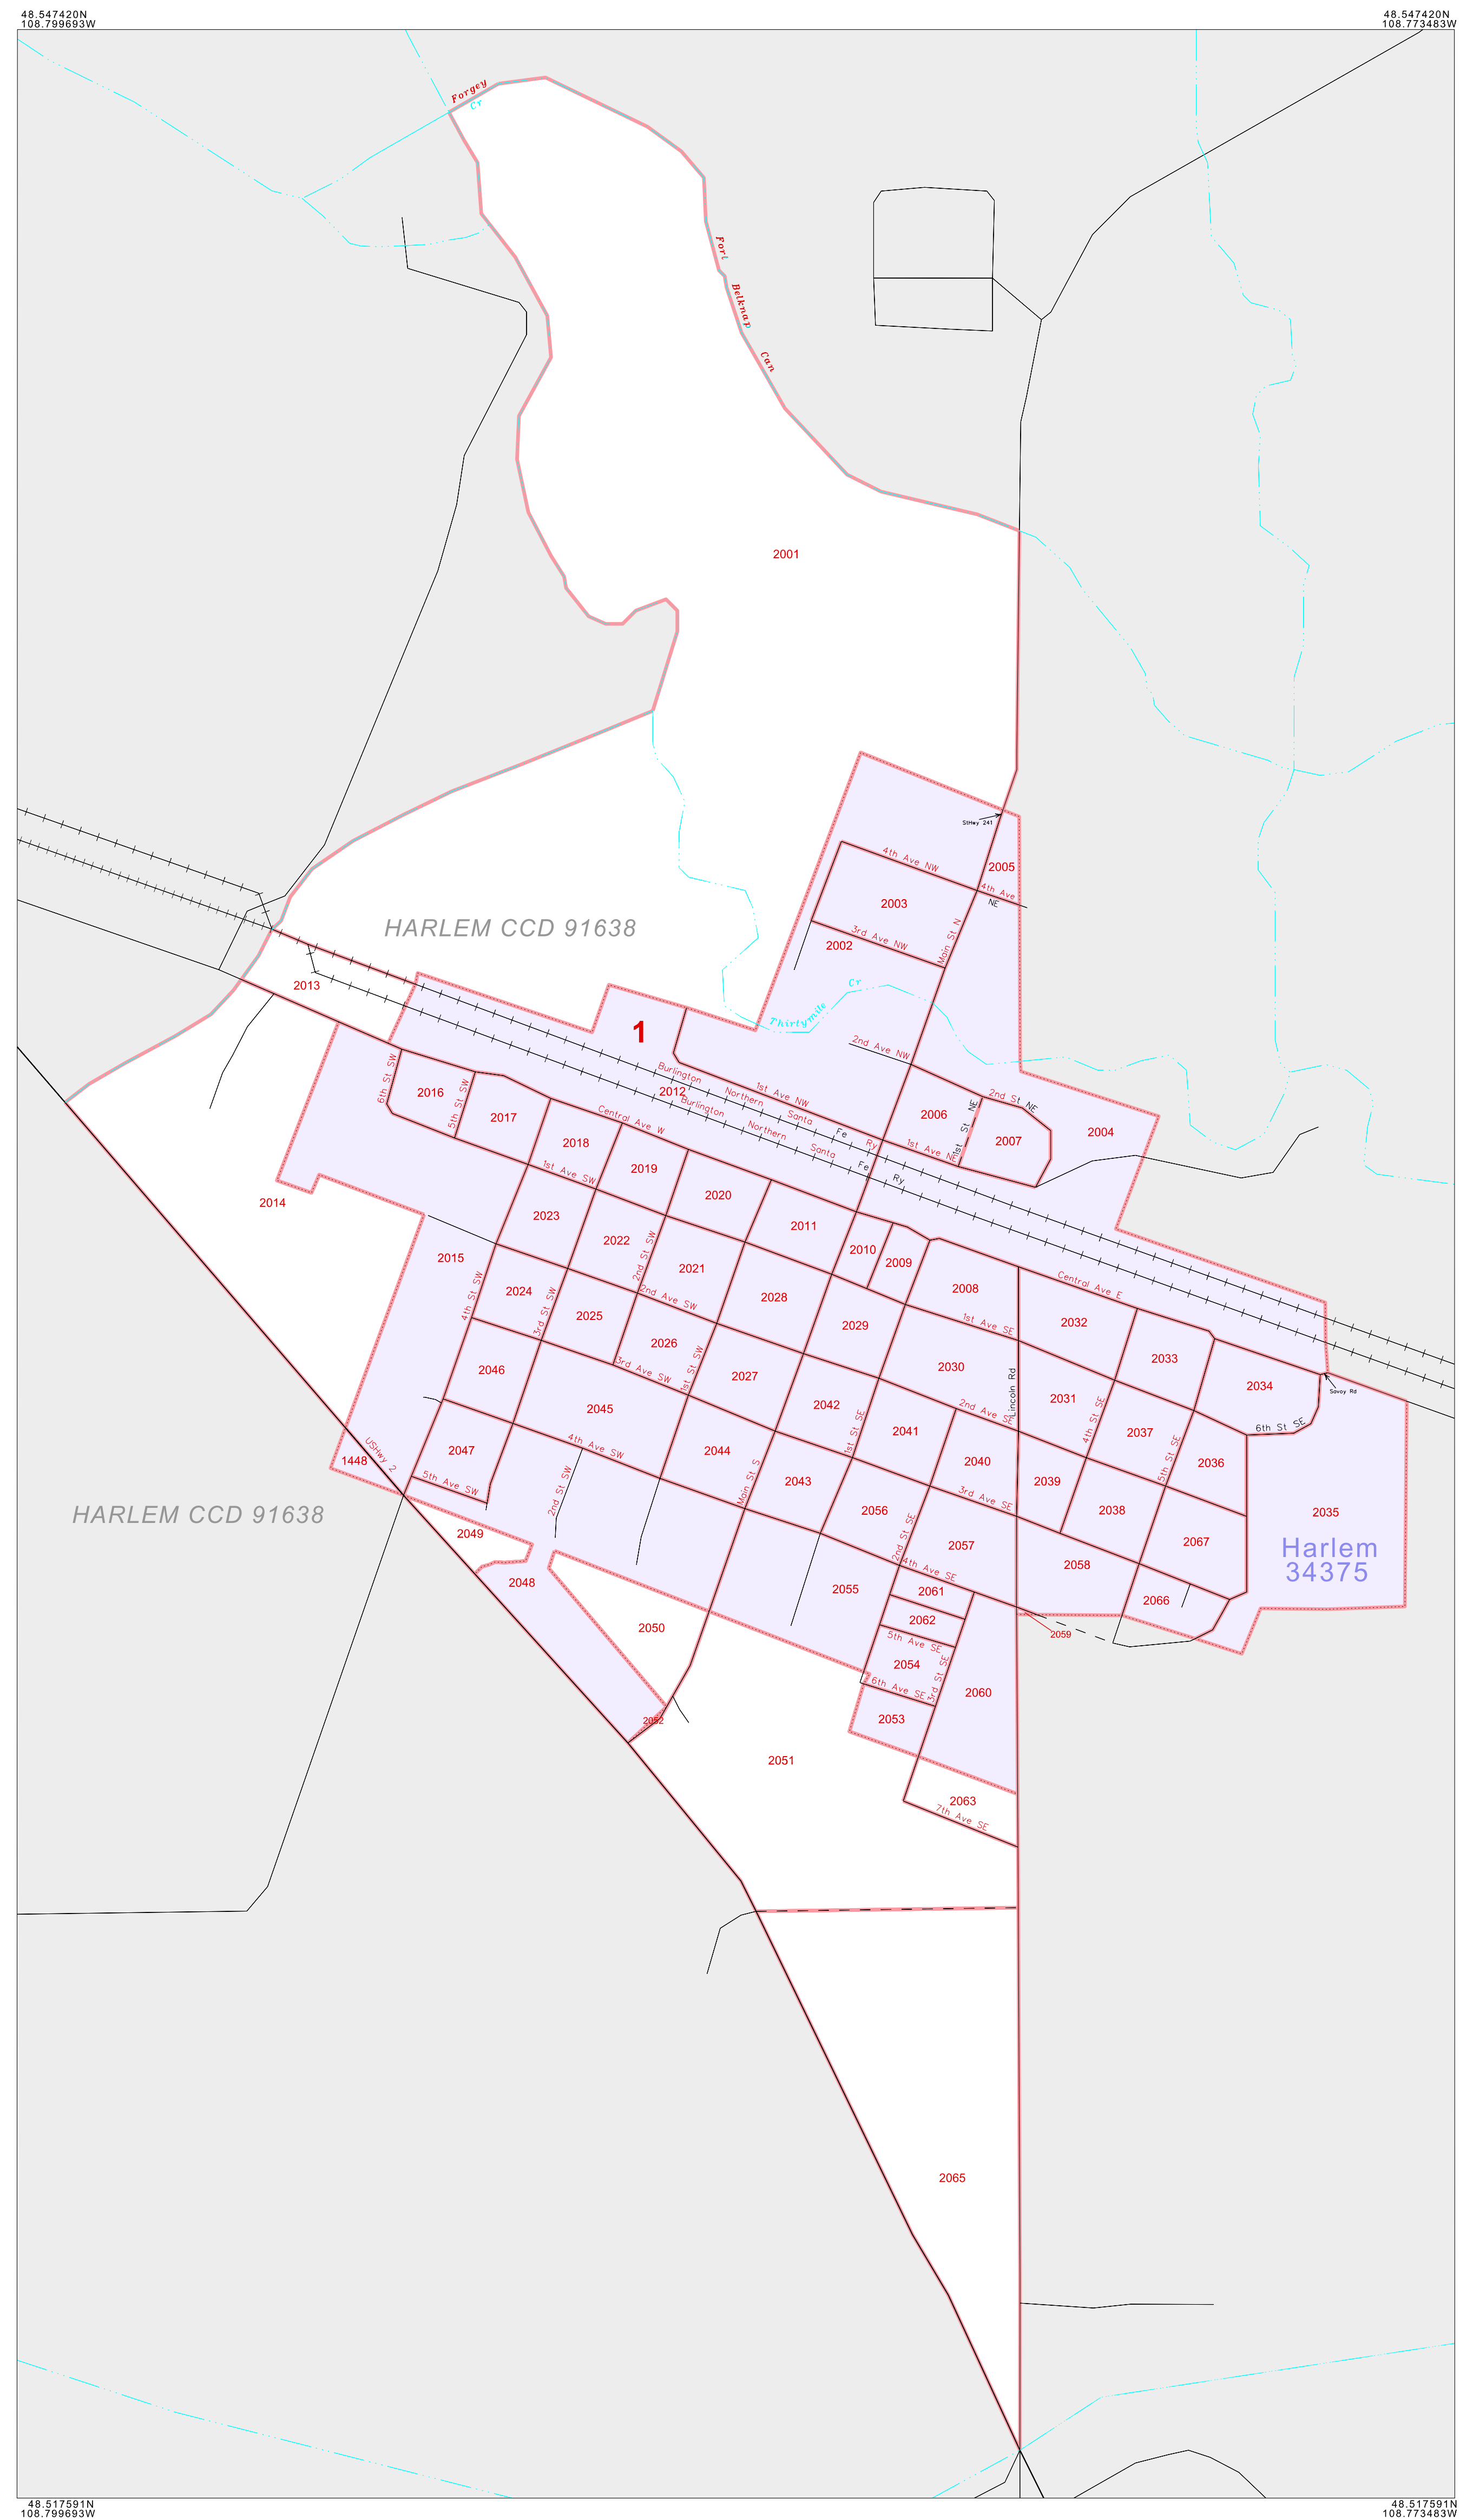 48.547420N
108.799693W
48.547420N
108.773483W
Forgey
Cr
Fort
Belknap
Can
2001
StHwy 241
2005
4th Ave NW
4th Ave
NE
2003
HARLEM CCD 91638
3rd Ave NW
Main St N
2002
2013
Cr
Thirtymile
1
2nd Ave NW
6th St SW
Burlington
Northern
Santa
Fe
Ry
2012
1st Ave NW
2nd St NE
2016
5th St SW
2017
Burlington
Northern
Santa
Fe
Ry
Central Ave W
2006
1st St NE
2007
2004
2018
1st Ave NE
2019
1st Ave SW
2020
2014
2023
2011
2022
2nd St SW
2010
2015
2009
2021
2008
Central Ave E
4th St SW
2024
2nd Ave SW
2028
3rd St SW
2025
2029
1st Ave SE
2032
2026
2033
2046
3rd Ave SW
1st St SW
2027
2030
Lincoln Rd
2034
Savoy Rd
2045
2042
2nd Ave SE
2031
4th St SE
6th St SE
2041
1st St SE
2037
USHwy 2
2047
4th Ave SW
2044
2036
1448
5th Ave SW
2nd St SW
Main St S
2043
2040
2039
5th St SE
HARLEM CCD 91638
2056
3rd Ave SE
2038
2035
2049
2nd St SE
2057
2067
Harlem
34375
2048
4th Ave SE
2058
2055
2061
2066
2062
2050
5th Ave SE
2059
2054
3rd St SE
6th Ave SE
2060
2052
2053
2051
2063
7th Ave SE
2065
48.517591N
108.799693W
48.517591N
108.773483W